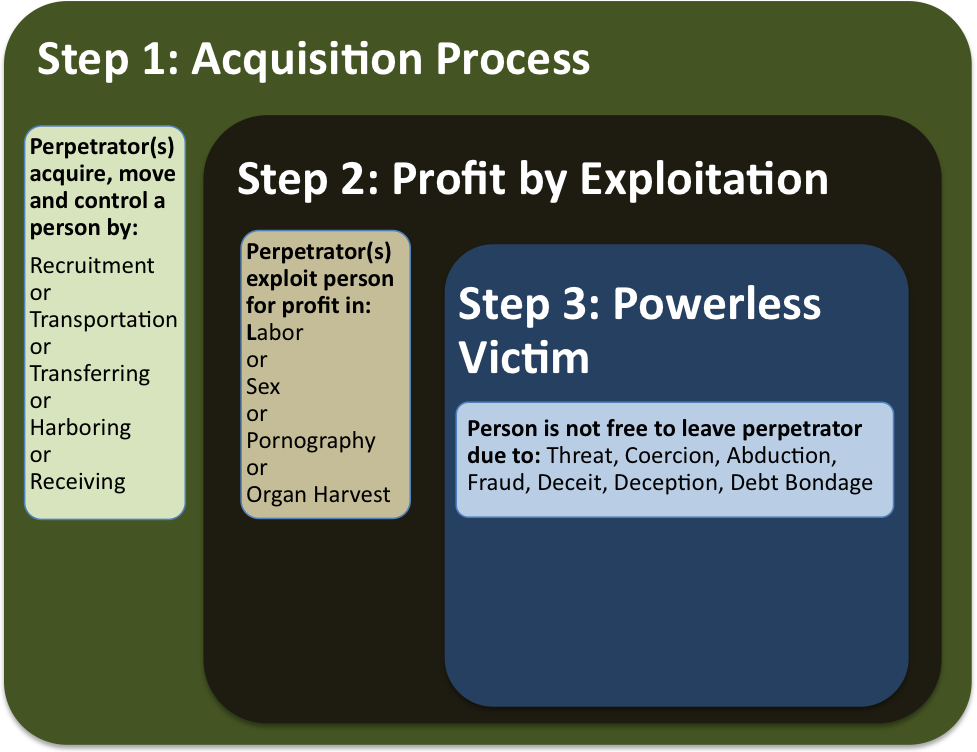 Step 1: Acquisition Process
Perpetrator(s)
acquire, move
and control a
person by:
Recruitment
or
Transportation
or
Transferring
or
Harboring
or
Receiving
Step 2: Profit by Exploitation
Perpetrator(s)
exploit person
for profit in:
Labor
or
Sex
or
Pornography
or
Organ Harvest
Step 3: Powerless
Victim
Person is not free to leave perpetrator
due to: Threat, Coercion, Abduction,
Fraud, Deceit, Deception, Debt Bondage